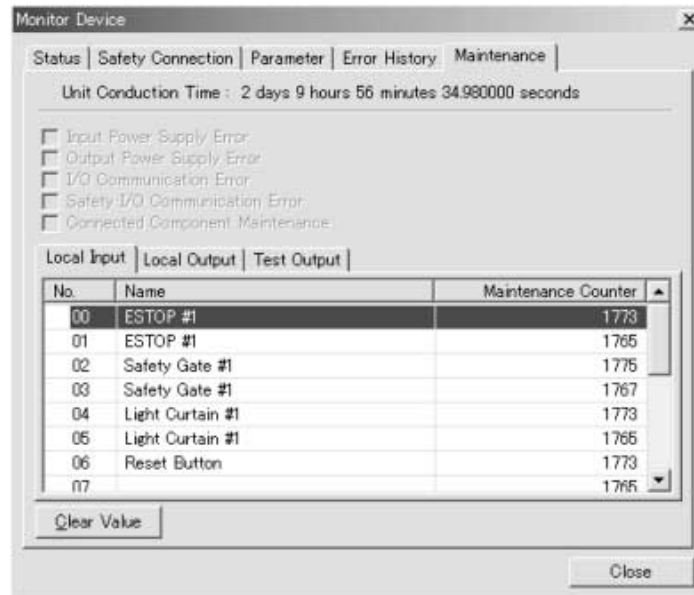 Monitor Device
Status Safety Connection Parameter Error History Maintenance
Unit Conduction Time : 2 days 9 hours 56 minutes 34.980000 seconds
Input Power Supply Error
Output Power Supply Error
I/O Communication Error
Safety I/O Communication Error
Connected Component Maintenance
Local Input Local Output Test Output
No. Name Maintenance Counter
00 ESTOP #1 1773
01 ESTOP #1 1765
02 Safety Gate #1 1775
03 Safety Gate #1 1767
04 Light Curtain #1 1773
05 Light Curtain #1 1765
06 Reset Button 1773
07 1765
Clear Value
Close